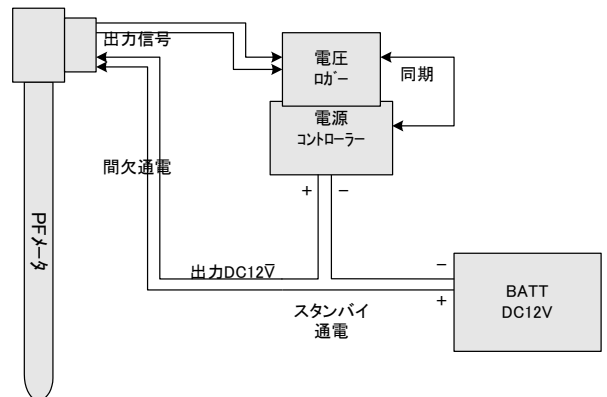 出力信号
電圧
ロガー
同期
電源
コントローラー
間欠通電
+ −
PFメータ
出力DC12V
−
+
BATT
DC12V
スタンバイ
通電